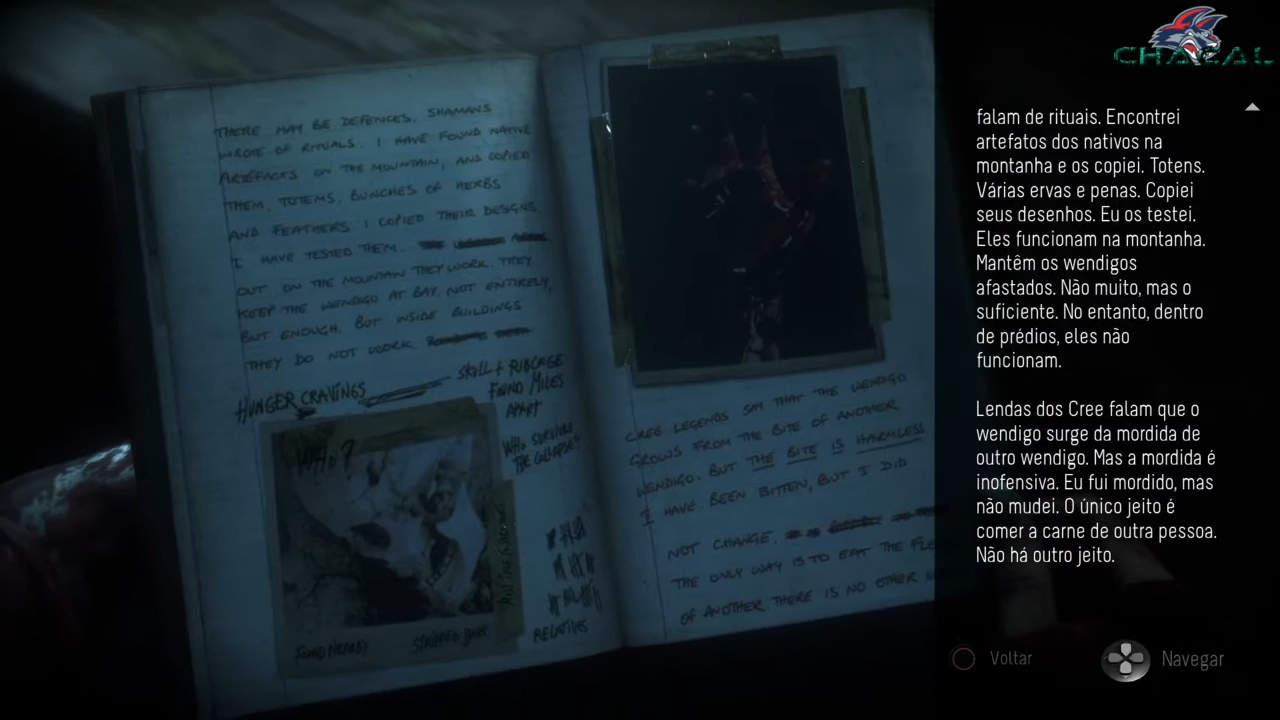 THERE MAY BE DEFENCES. SHAMANS
WROTE OF RITUALS. I HAVE FOUND NATIVE
ARTEFACTS ON THE MOUNTAIN, AND COPIED
THEM. TOTEMS, BUNCHES OF HERBS
AND FEATHERS I COPIED THEIR DESIGNS
I HAVE TESTED THEM.
OUT ON THE MOUNTAIN THEY WORK. THEY
KEEP THE WENDIGO AT BAY. NOT ENTIRELY,
BUT ENOUGH. BUT INSIDE BUILDINGS
THEY DO NOT WORK
HUNGER CRAVINGS
SKULL + RIBCAGE
FOUND MILES
APART
WHO SURVIVED
THE COLLAPSE?
WHO?
FOUND NEARBY
STRIPPED BARE
RELATIVES
CREE LEGENDS SAY THAT THE WENDIGO
GROWS FROM THE BITE OF ANOTHER
WENDIGO. BUT THE BITE IS HARMLESS
I HAVE BEEN BITTEN, BUT I DID
NOT CHANGE.
THE ONLY WAY IS TO EAT THE FLE
OF ANOTHER. THERE IS NO OTHER W
CHACAL
falam de rituais. Encontrei
artefatos dos nativos na
montanha e os copiei. Totens.
Várias ervas e penas. Copiei
seus desenhos. Eu os testei.
Eles funcionam na montanha.
Mantêm os wendigos
afastados. Não muito, mas o
suficiente. No entanto, dentro
de prédios, eles não
funcionam.
Lendas dos Cree falam que o
wendigo surge da mordida de
outro wendigo. Mas a mordida é
inofensiva. Eu fui mordido, mas
não mudei. O único jeito é
comer a carne de outra pessoa.
Não há outro jeito.
Voltar
Navegar